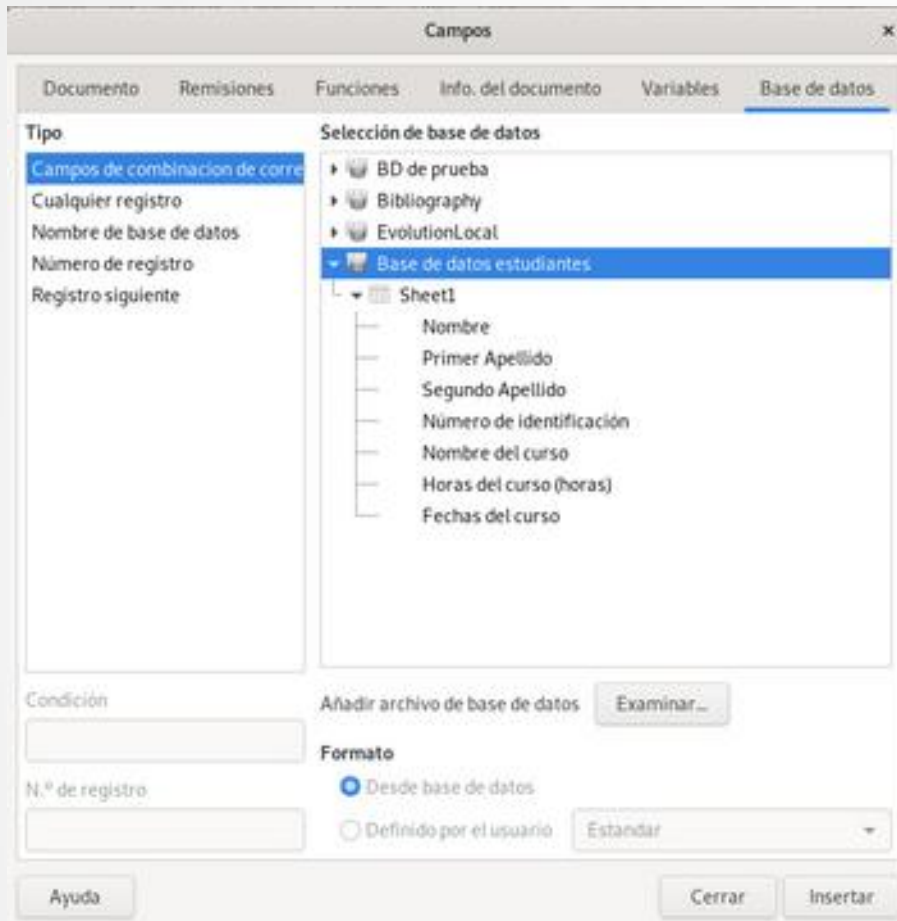 Campos
×
Documento Remisiones Funciones Info. del documento Variables Base de datos
Tipo
Campos de combinacion de corre
Cualquier registro
Nombre de base de datos
Número de registro
Registro siguiente
Selección de base de datos
BD de prueba
Bibliography
EvolutionLocal
Base de datos estudiantes
Sheet1
Nombre
Primer Apellido
Segundo Apellido
Número de identificación
Nombre del curso
Horas del curso (horas)
Fechas del curso
Condición
N.º de registro
Añadir archivo de base de datos Examinar...
Formato
Desde base de datos
Definido por el usuario Estandar
Ayuda Cerrar Insertar